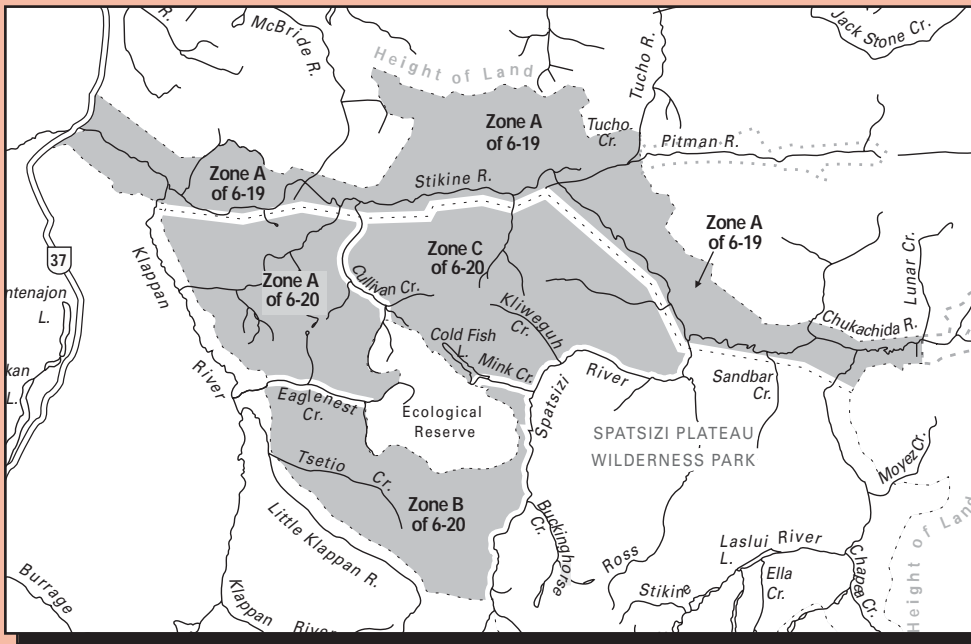 R.
McBride R.
Height of Land
Tucho R.
Jack Stone Cr.
Zone A
of 6-19
Tucho
Cr.
Pitman R.
Zone A
of 6-19
Stikine R.
Zone A
of 6-19
37
Klappan
River
Zone C
of 6-20
Zone A
of 6-20
Cullivan Cr.
Kliweguh
Cr.
Lunar Cr.
Chukachida R.
ntenajon
L.
Cold Fish
L.
Mink Cr.
kan
L.
Spatsizi
River
Sandbar
Cr.
Eaglenest
Cr.
Ecological
Reserve
SPATSIZI PLATEAU
WILDERNESS PARK
Tsetio Cr.
Moyez Cr.
Zone B
of 6-20
Little Klappan R.
Buckinghorse
Cr.
Height of Land
Ross
Laslui
L.
River
Stikine
Ella
Cr.
Chapea Cr.
Burrage
Klappan River